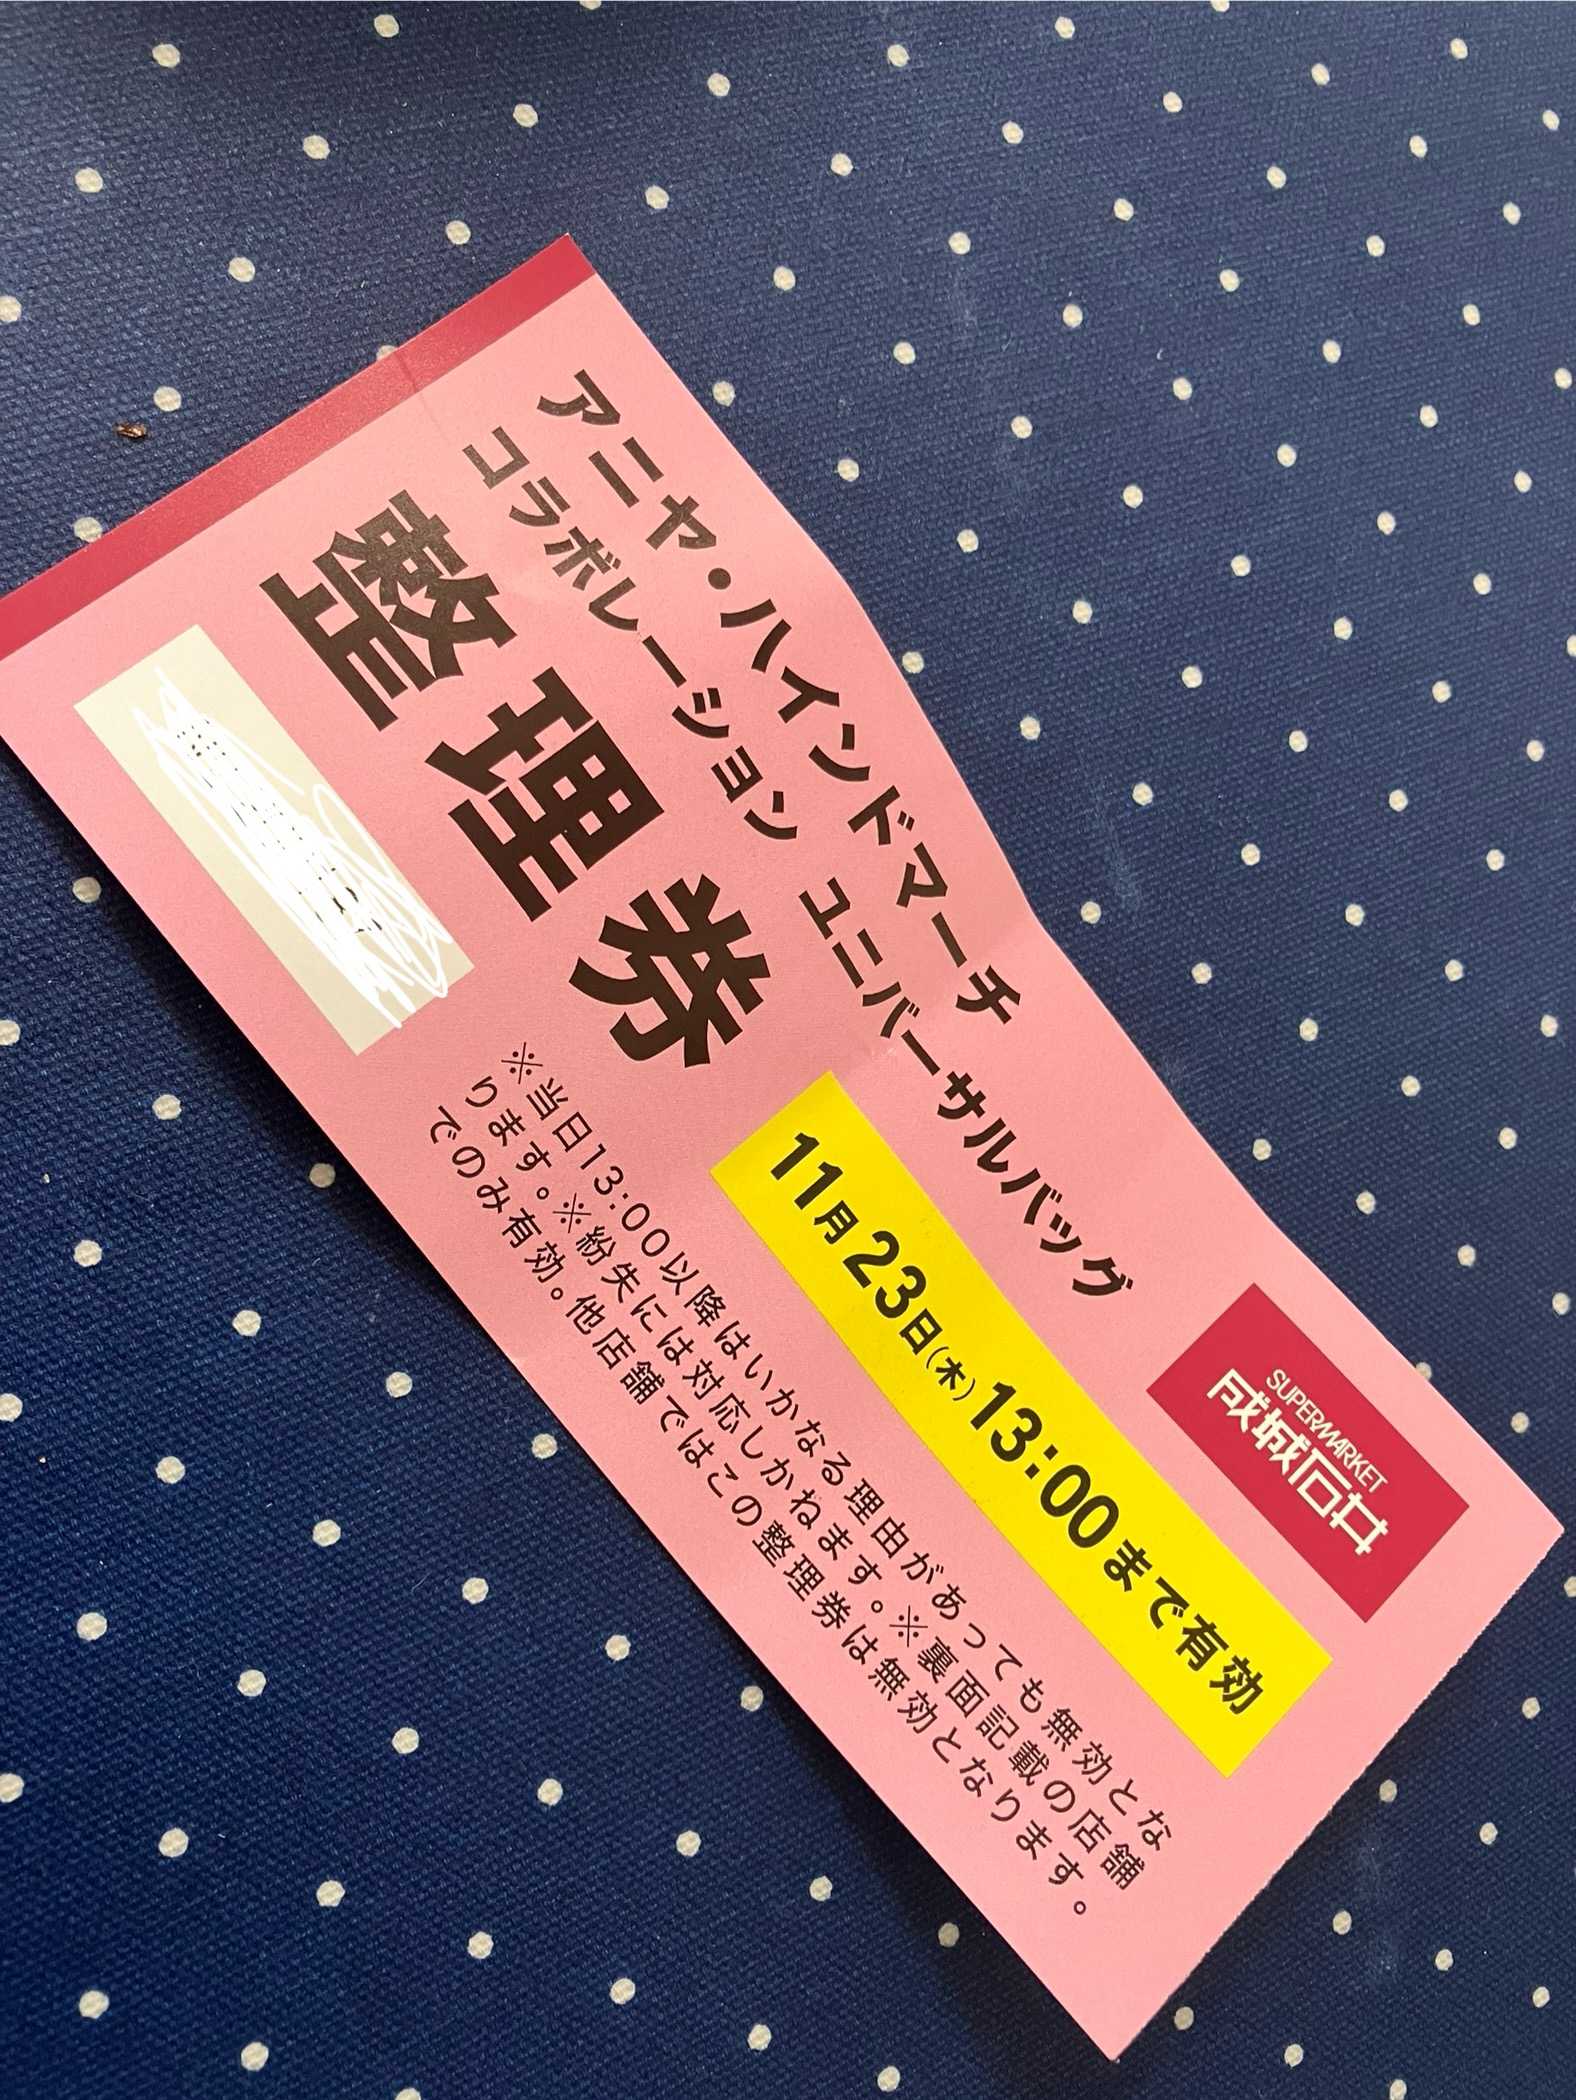 アニヤ・ハインドマーチ
コラボレーション ユニバーサルバッグ
整理券
SUPERMARKET
成城石井
11月23日(木)13:00まで有効
※当日13:00以降はいかなる理由があっても無効とな
ります。※紛失には対応しかねます。※裏面記載の店舗
でのみ有効。他店舗ではこの整理券は無効となります。